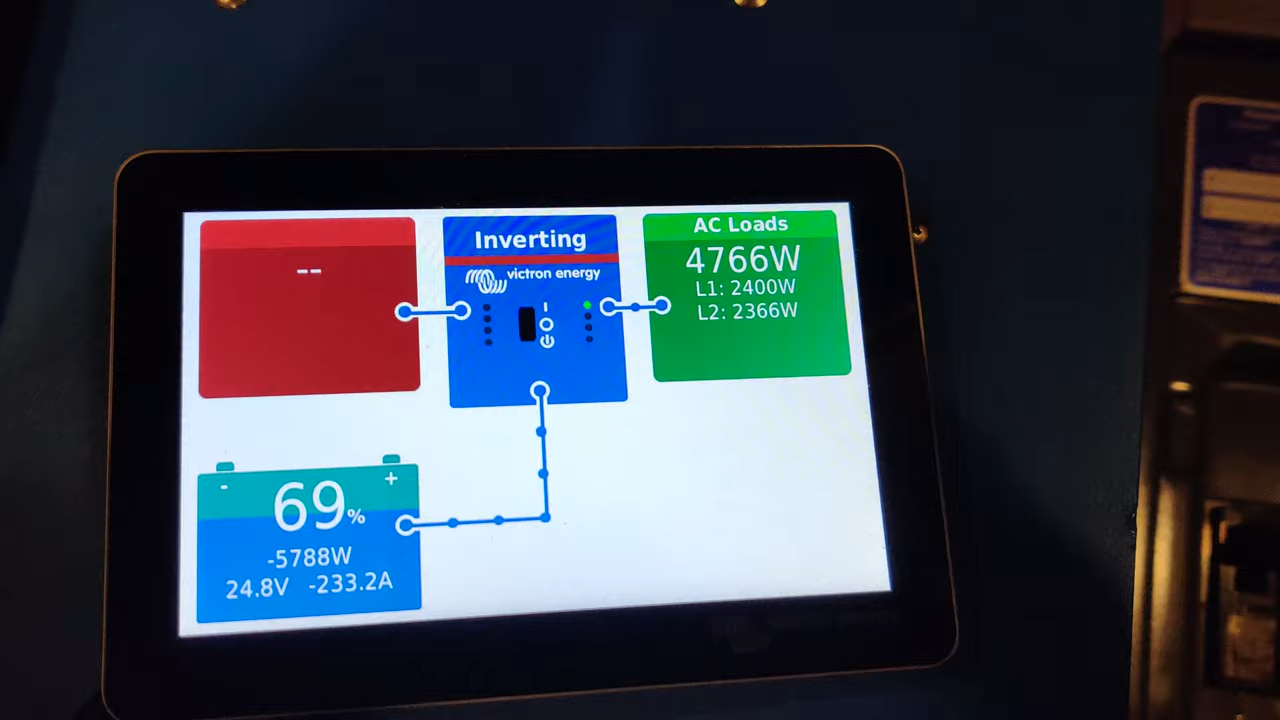 --
Inverting
victron energy
AC Loads
4766W
L1: 2400W
L2: 2366W
- +
69%
-5788W
24.8V -233.2A